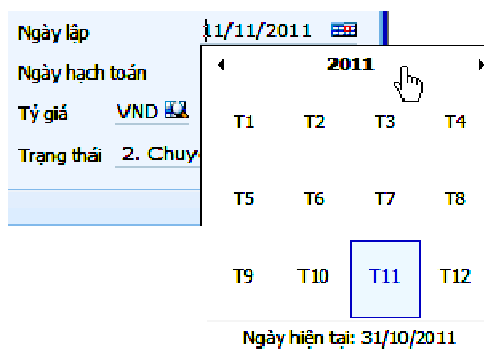 Ngày lập 11/11/2011
Ngày hạch toán
Tỷ giá VND
Trạng thái 2. Chuy
2011
T1 T2 T3 T4
T5 T6 T7 T8
T9 T10 T11 T12
Ngày hiện tại: 31/10/2011